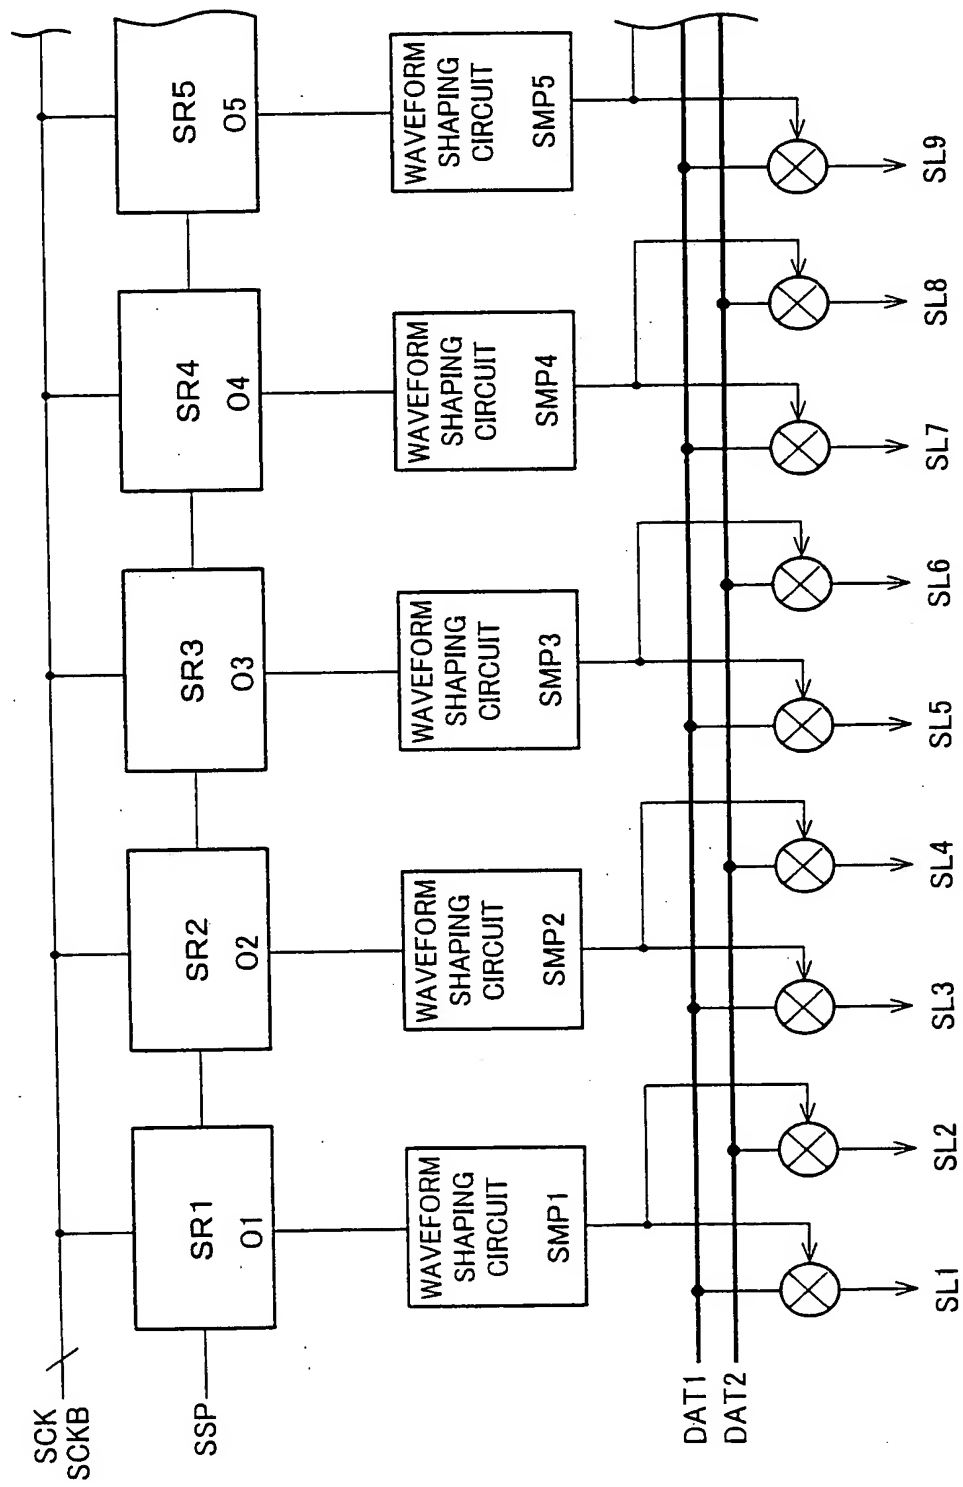 SCK
SCKB
SSP
SR1
O1
SR2
O2
SR3
O3
SR4
O4
SR5
O5
WAVEFORM
SHAPING
CIRCUIT
SMP1
WAVEFORM
SHAPING
CIRCUIT
SMP2
WAVEFORM
SHAPING
CIRCUIT
SMP3
WAVEFORM
SHAPING
CIRCUIT
SMP4
WAVEFORM
SHAPING
CIRCUIT
SMP5
DAT1
DAT2
SL1
SL2
SL3
SL4
SL5
SL6
SL7
SL8
SL9